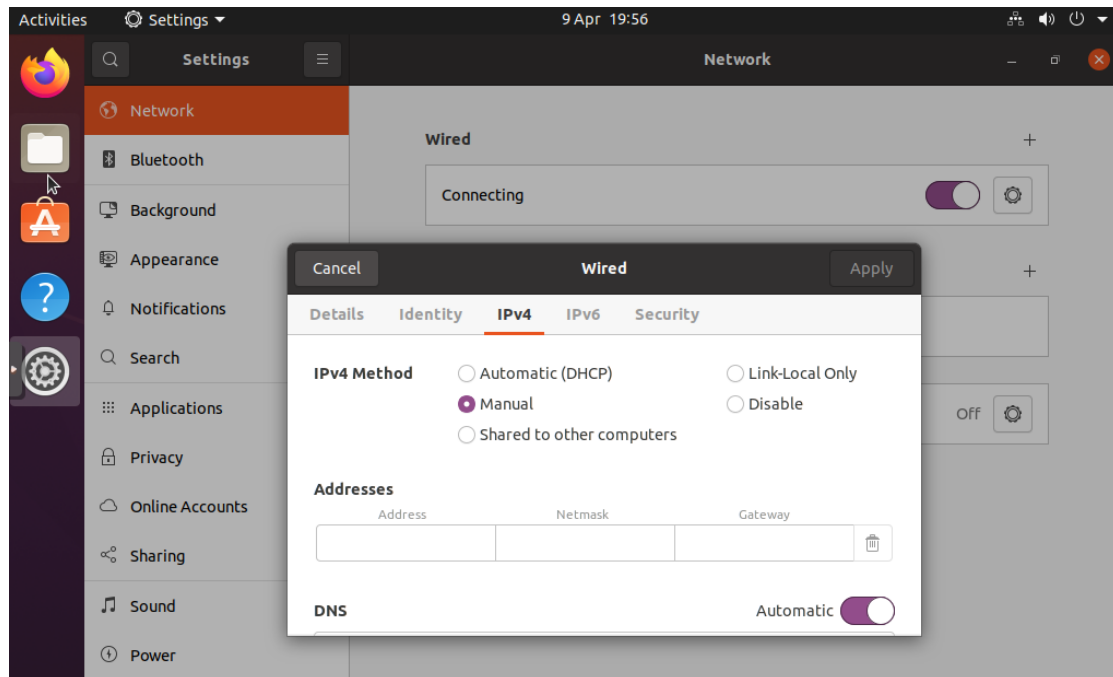 Activities Settings 9 Apr 19:56
Settings Network
Network
Bluetooth
Background
Appearance
Notifications
Search
Applications
Privacy
Online Accounts
Sharing
Sound
Power
Wired
Connecting
Off
Cancel Wired Apply
Details Identity IPv4 IPv6 Security
IPv4 Method Automatic (DHCP) Link-Local Only
Manual Disable
Shared to other computers
Addresses
Address Netmask Gateway
DNS Automatic